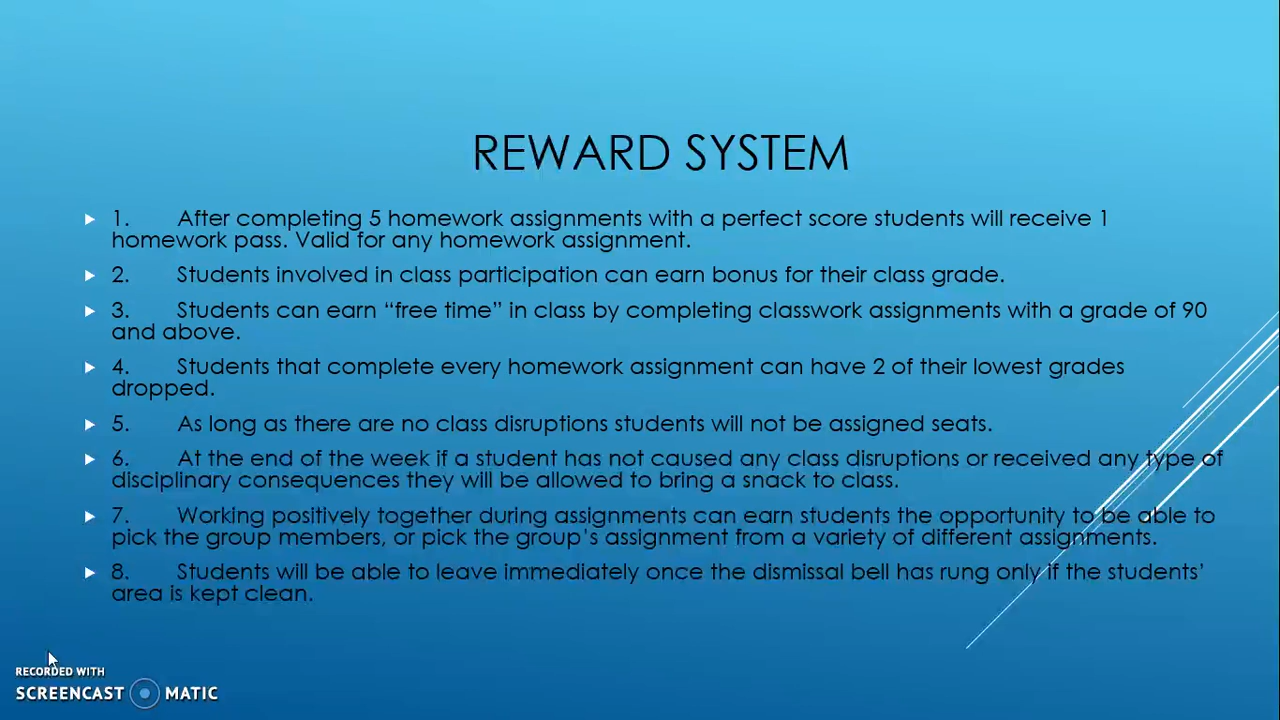 REWARD SYSTEM
1. After completing 5 homework assignments with a perfect score students will receive 1
homework pass. Valid for any homework assignment.
2. Students involved in class participation can earn bonus for their class grade.
3. Students can earn “free time” in class by completing classwork assignments with a grade of 90
and above.
4. Students that complete every homework assignment can have 2 of their lowest grades
dropped.
5. As long as there are no class disruptions students will not be assigned seats.
6. At the end of the week if a student has not caused any class disruptions or received any type of
disciplinary consequences they will be allowed to bring a snack to class.
7. Working positively together during assignments can earn students the opportunity to be able to
pick the group members, or pick the group’s assignment from a variety of different assignments.
8. Students will be able to leave immediately once the dismissal bell has rung only if the students’
area is kept clean.
RECORDED WITH
SCREENCAST MATIC